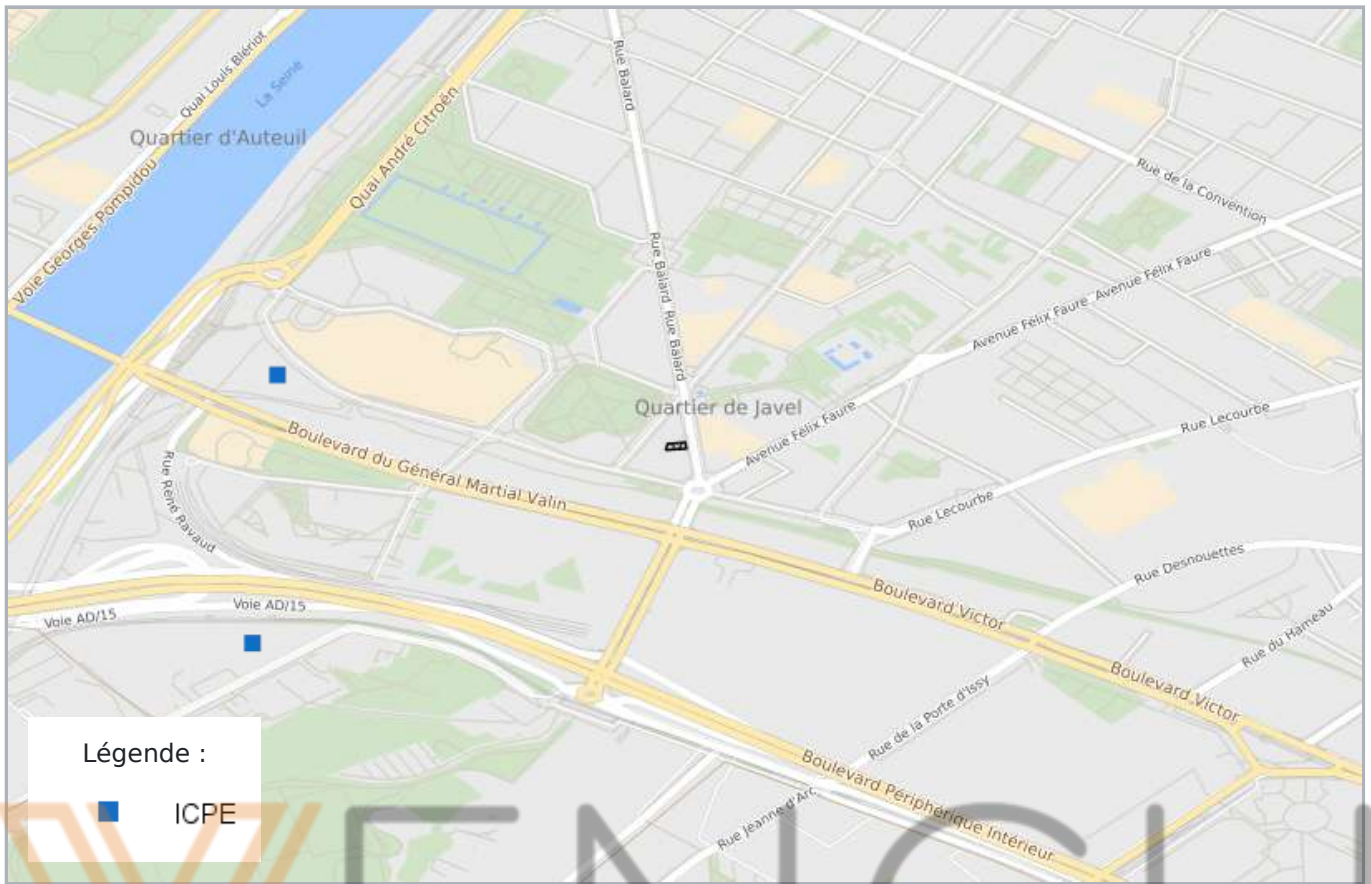 Quai Louis Blériot
La Seine
Rue Balard
Quartier d'Auteuil
Quai André Citroën
Rue de la Convention
Voie Georges Pompidou
Rue Balard
Rue Balard
Avenue Félix Faure
Avenue Félix Faure
Quartier de Javel
Avenue Félix Faure
Rue Lecourbe
Boulevard du Général Martial Valin
Rue René Ravaud
Rue Lecourbe
Rue Desnouettes
Boulevard Victor
Voie AD/15
Voie AD/15
Rue du Hameau
Boulevard Victor
Rue de la Porte d'Issy
Boulevard Périphérique Intérieur
Rue Jeanne d'Arc
Légende :
ICPE